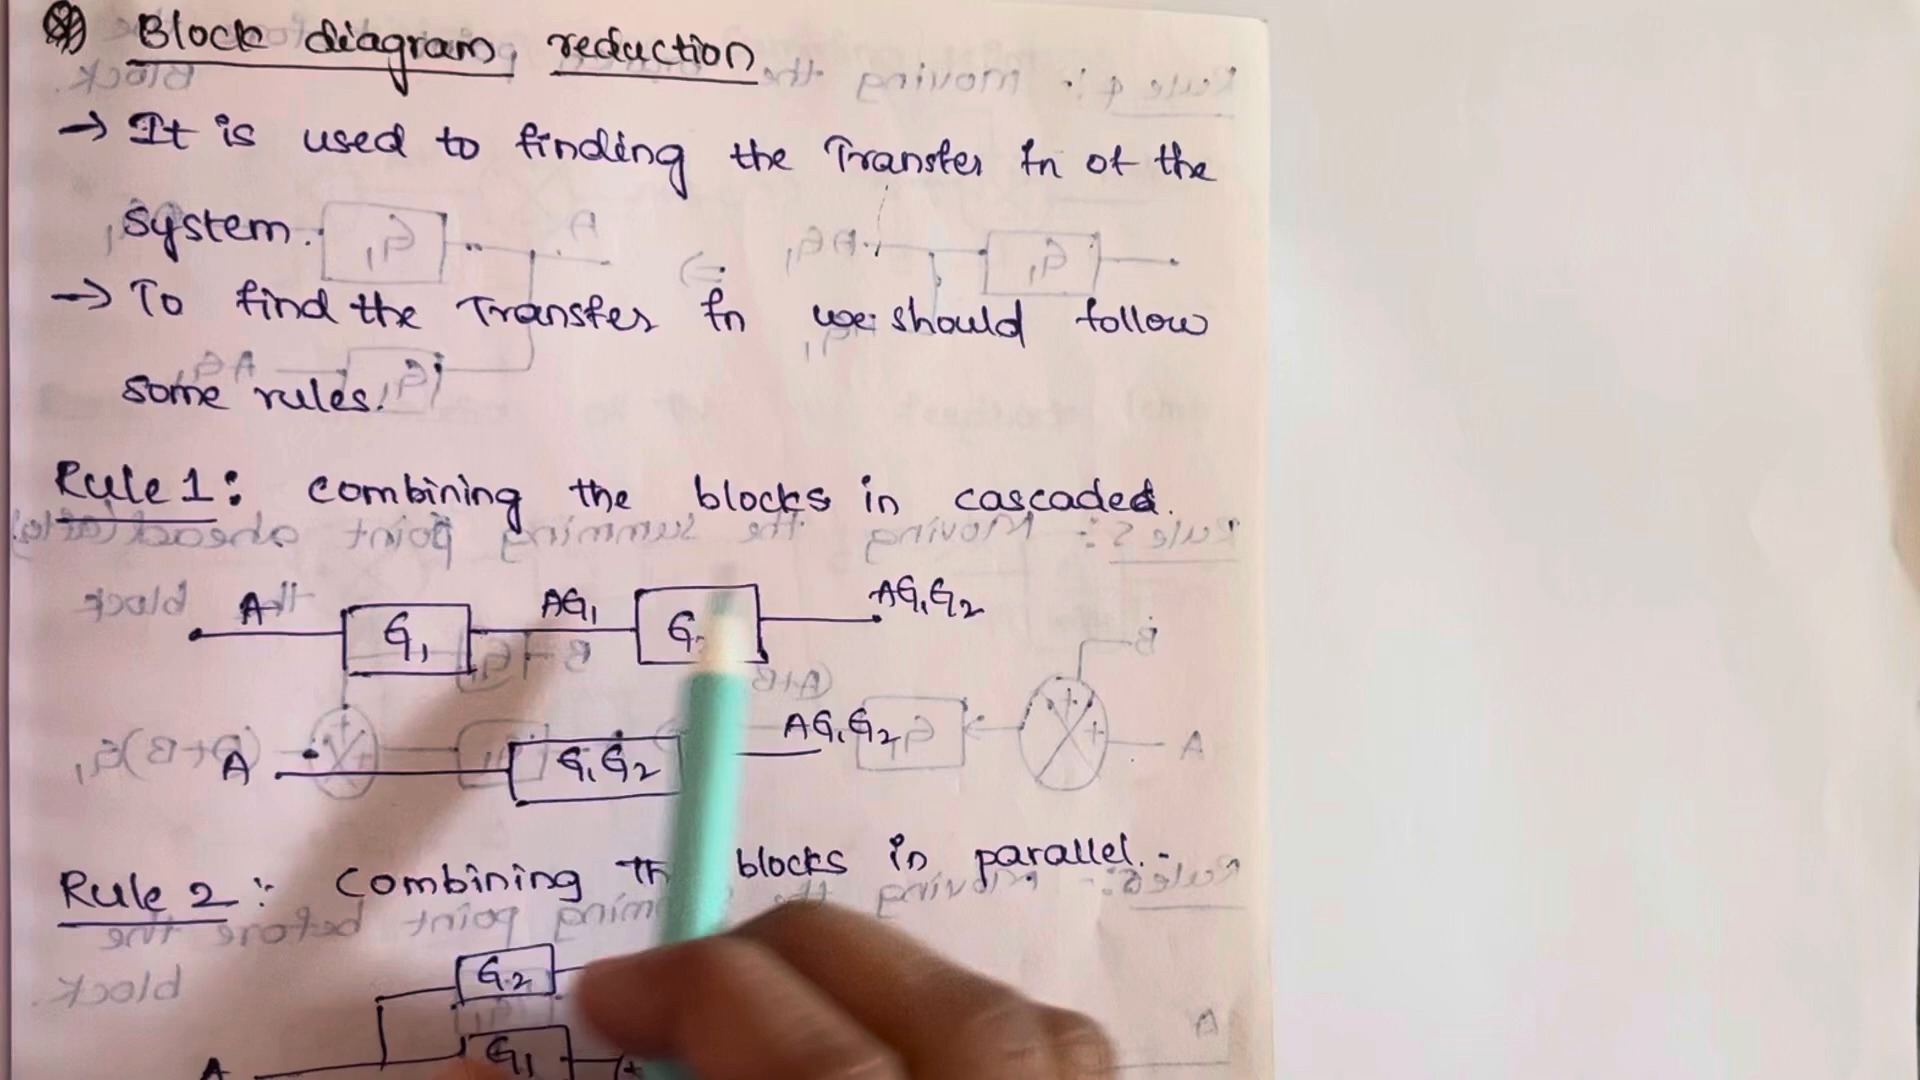 Block diagram reduction
→ It is used to finding the Transfer fn of the
system.
→ To find the Transfer fn we should follow
some rules.
Rule 1: combining the blocks in cascaded.
A G1 AG1 AG1G2
A G1G2 AG1G2
Rule 2: combining blocks in parallel.
G2
A G1